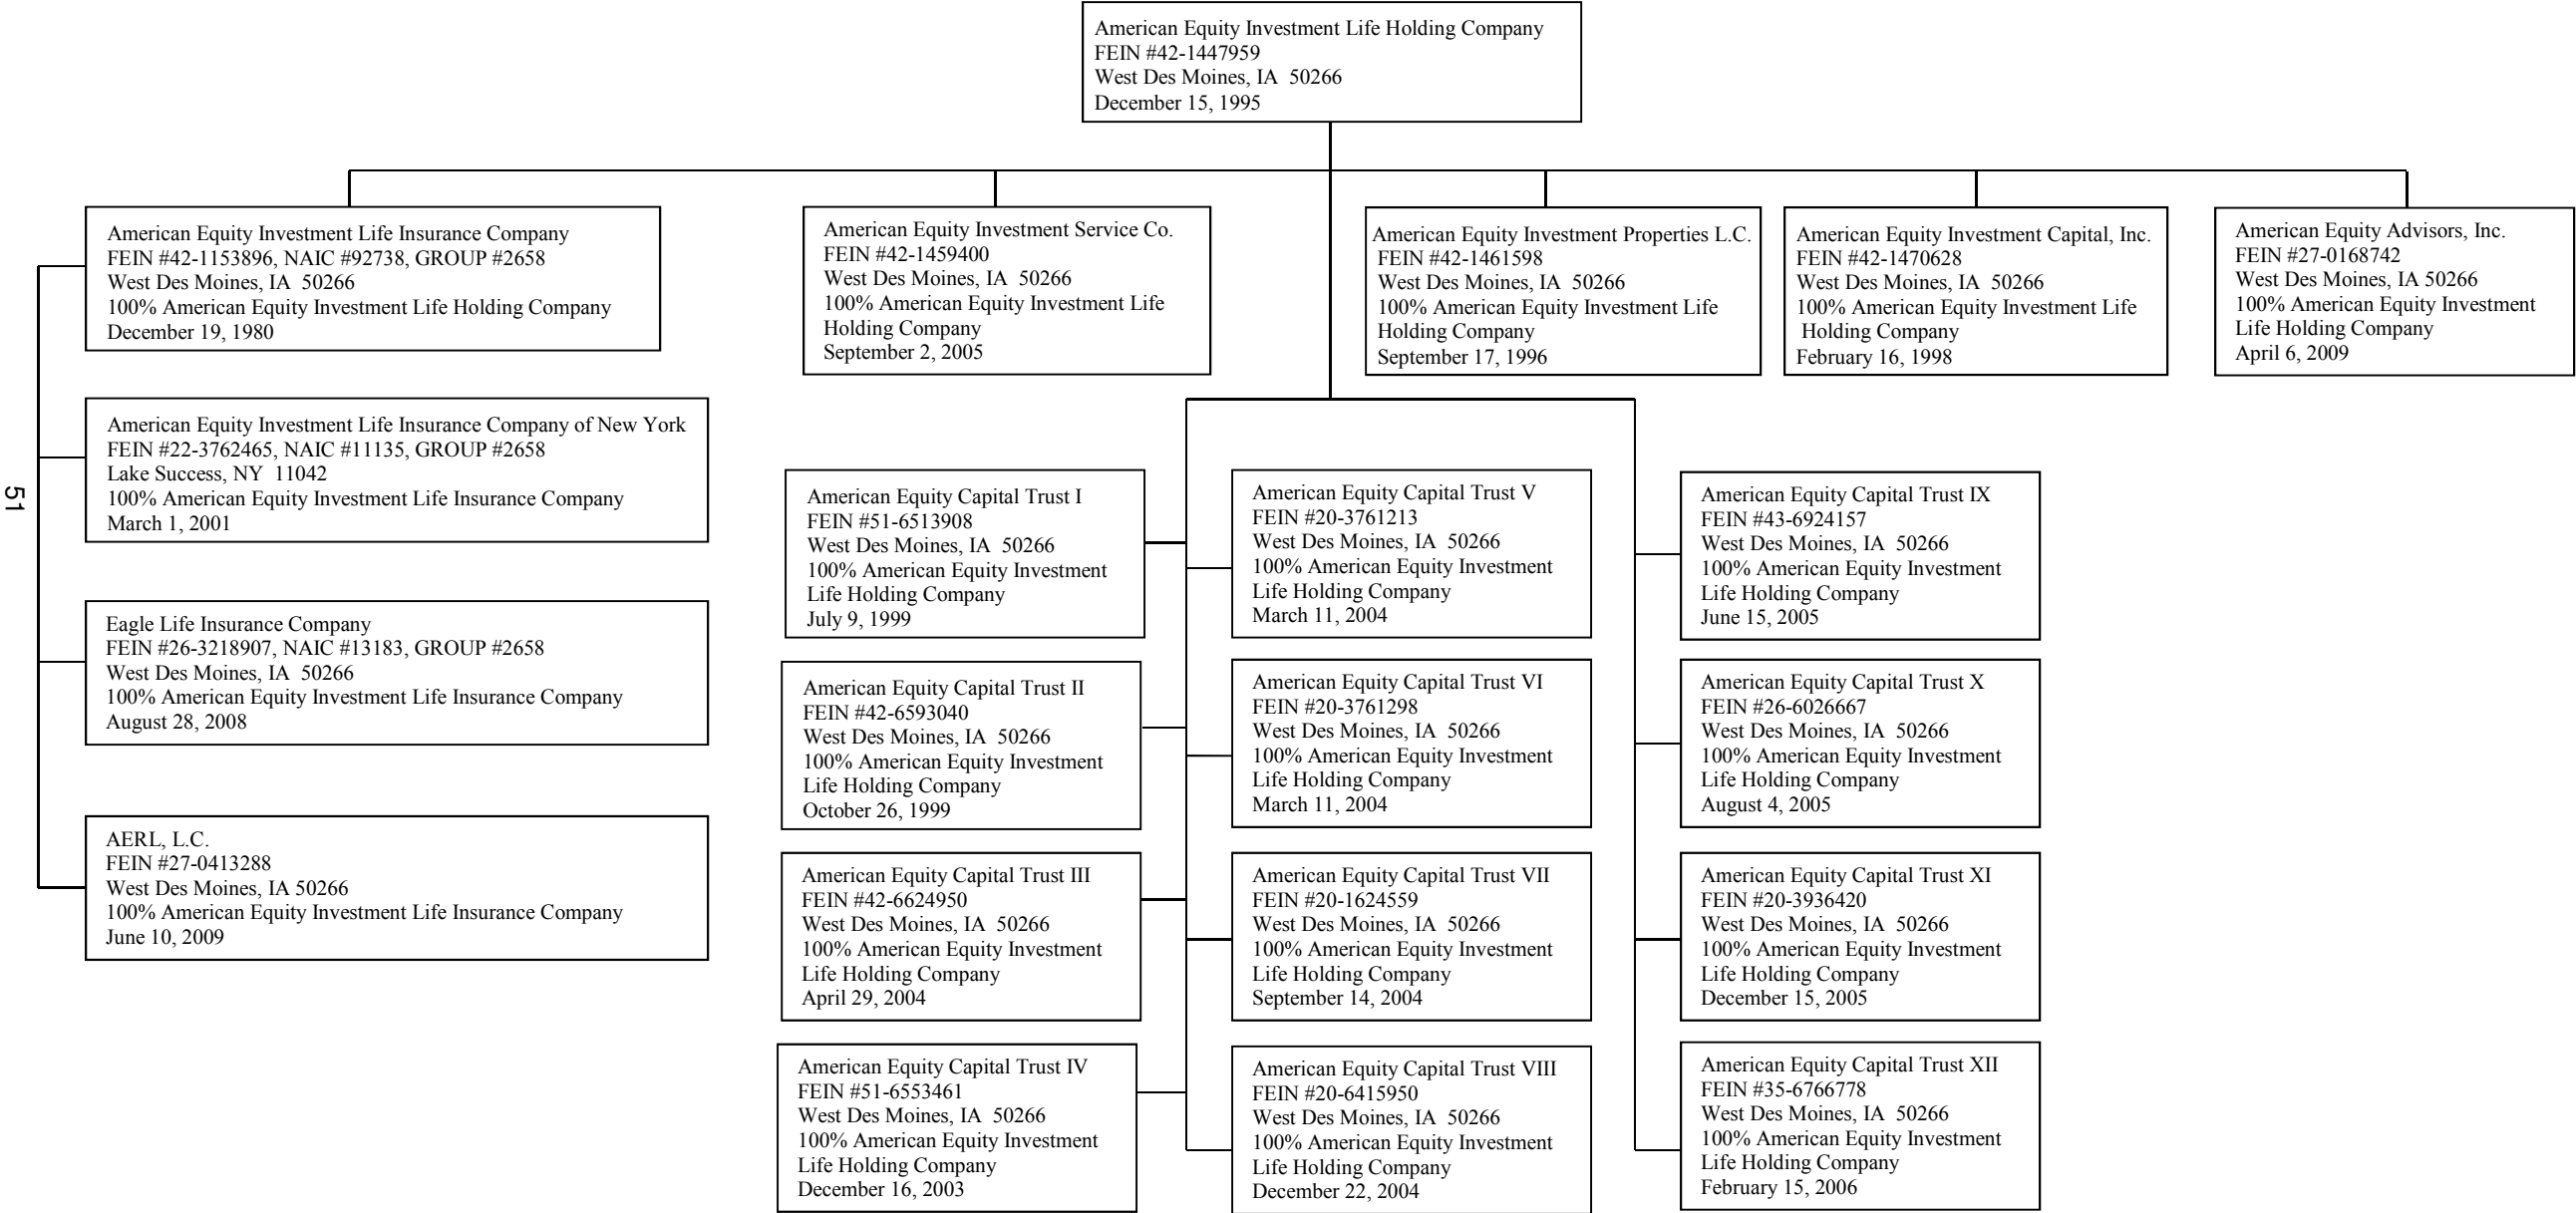 American Equity Investment Life Holding Company
FEIN #42-1447959
West Des Moines, IA  50266
December 15, 1995
American Equity Investment Life Insurance Company
FEIN #42-1153896, NAIC #92738, GROUP #2658
West Des Moines, IA  50266
100% American Equity Investment Life Holding Company
December 19, 1980
American Equity Investment Service Co.
FEIN #42-1459400
West Des Moines, IA  50266
100% American Equity Investment Life
Holding Company
September 2, 2005
American Equity Investment Properties L.C.
FEIN #42-1461598
West Des Moines, IA  50266
100% American Equity Investment Life
Holding Company
September 17, 1996
American Equity Investment Capital, Inc.
FEIN #42-1470628
West Des Moines, IA  50266
100% American Equity Investment Life
Holding Company
February 16, 1998
American Equity Advisors, Inc.
FEIN #27-0168742
West Des Moines, IA  50266
100% American Equity Investment
Life Holding Company
April 6, 2009
American Equity Investment Life Insurance Company of New York
FEIN #22-3762465, NAIC #11135, GROUP #2658
Lake Success, NY  11042
100% American Equity Investment Life Insurance Company
March 1, 2001
Eagle Life Insurance Company
FEIN #26-3218907, NAIC #13183, GROUP #2658
West Des Moines, IA  50266
100% American Equity Investment Life Insurance Company
August 28, 2008
AERL, L.C.
FEIN #27-0413288
West Des Moines, IA 50266
100% American Equity Investment Life Insurance Company
June 10, 2009
American Equity Capital Trust I
FEIN #51-6513908
West Des Moines, IA  50266
100% American Equity Investment
Life Holding Company
July 9, 1999
American Equity Capital Trust II
FEIN #42-6593040
West Des Moines, IA  50266
100% American Equity Investment
Life Holding Company
October 26, 1999
American Equity Capital Trust III
FEIN #42-6624950
West Des Moines, IA  50266
100% American Equity Investment
Life Holding Company
April 29, 2004
American Equity Capital Trust IV
FEIN #51-6553461
West Des Moines, IA  50266
100% American Equity Investment
Life Holding Company
December 16, 2003
American Equity Capital Trust V
FEIN #20-3761213
West Des Moines, IA  50266
100% American Equity Investment
Life Holding Company
March 11, 2004
American Equity Capital Trust VI
FEIN #20-3761298
West Des Moines, IA  50266
100% American Equity Investment
Life Holding Company
March 11, 2004
American Equity Capital Trust VII
FEIN #20-1624559
West Des Moines, IA  50266
100% American Equity Investment
Life Holding Company
September 14, 2004
American Equity Capital Trust VIII
FEIN #20-6415950
West Des Moines, IA  50266
100% American Equity Investment
Life Holding Company
December 22, 2004
American Equity Capital Trust IX
FEIN #43-6924157
West Des Moines, IA  50266
100% American Equity Investment
Life Holding Company
June 15, 2005
American Equity Capital Trust X
FEIN #26-6026667
West Des Moines, IA  50266
100% American Equity Investment
Life Holding Company
August 4, 2005
American Equity Capital Trust XI
FEIN #20-3936420
West Des Moines, IA  50266
100% American Equity Investment
Life Holding Company
December 15, 2005
American Equity Capital Trust XII
FEIN #35-6766778
West Des Moines, IA  50266
100% American Equity Investment
Life Holding Company
February 15, 2006
51